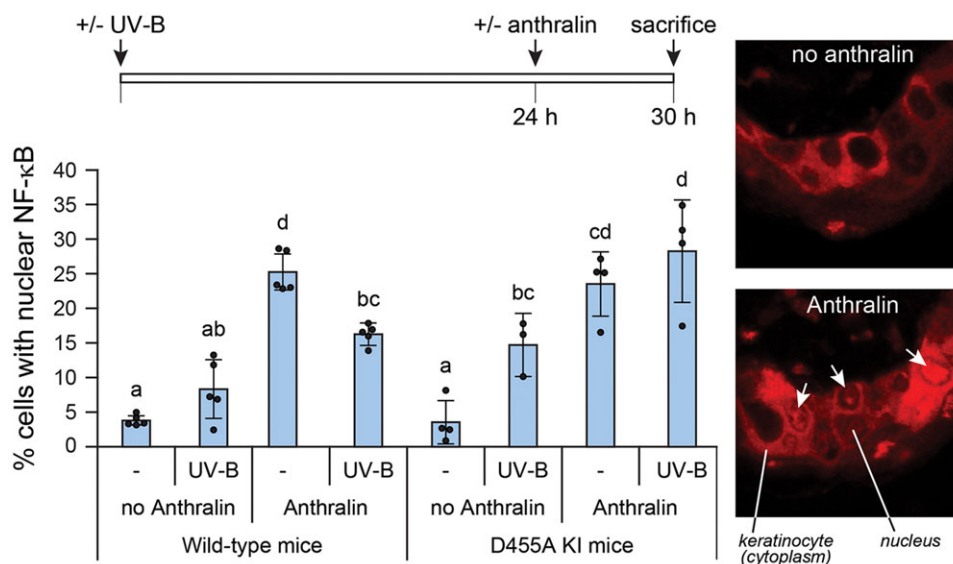 +/- UV-B
+/- anthralin
sacrifice
24 h
30 h
% cells with nuclear NF-κB
40
35
30
25
20
15
10
5
0
a
ab
d
bc
a
bc
cd
d
- UV-B - UV-B - UV-B - UV-B
no Anthralin Anthralin no Anthralin Anthralin
Wild-type mice D455A KI mice
no anthralin
Anthralin
keratinocyte
(cytoplasm)
nucleus